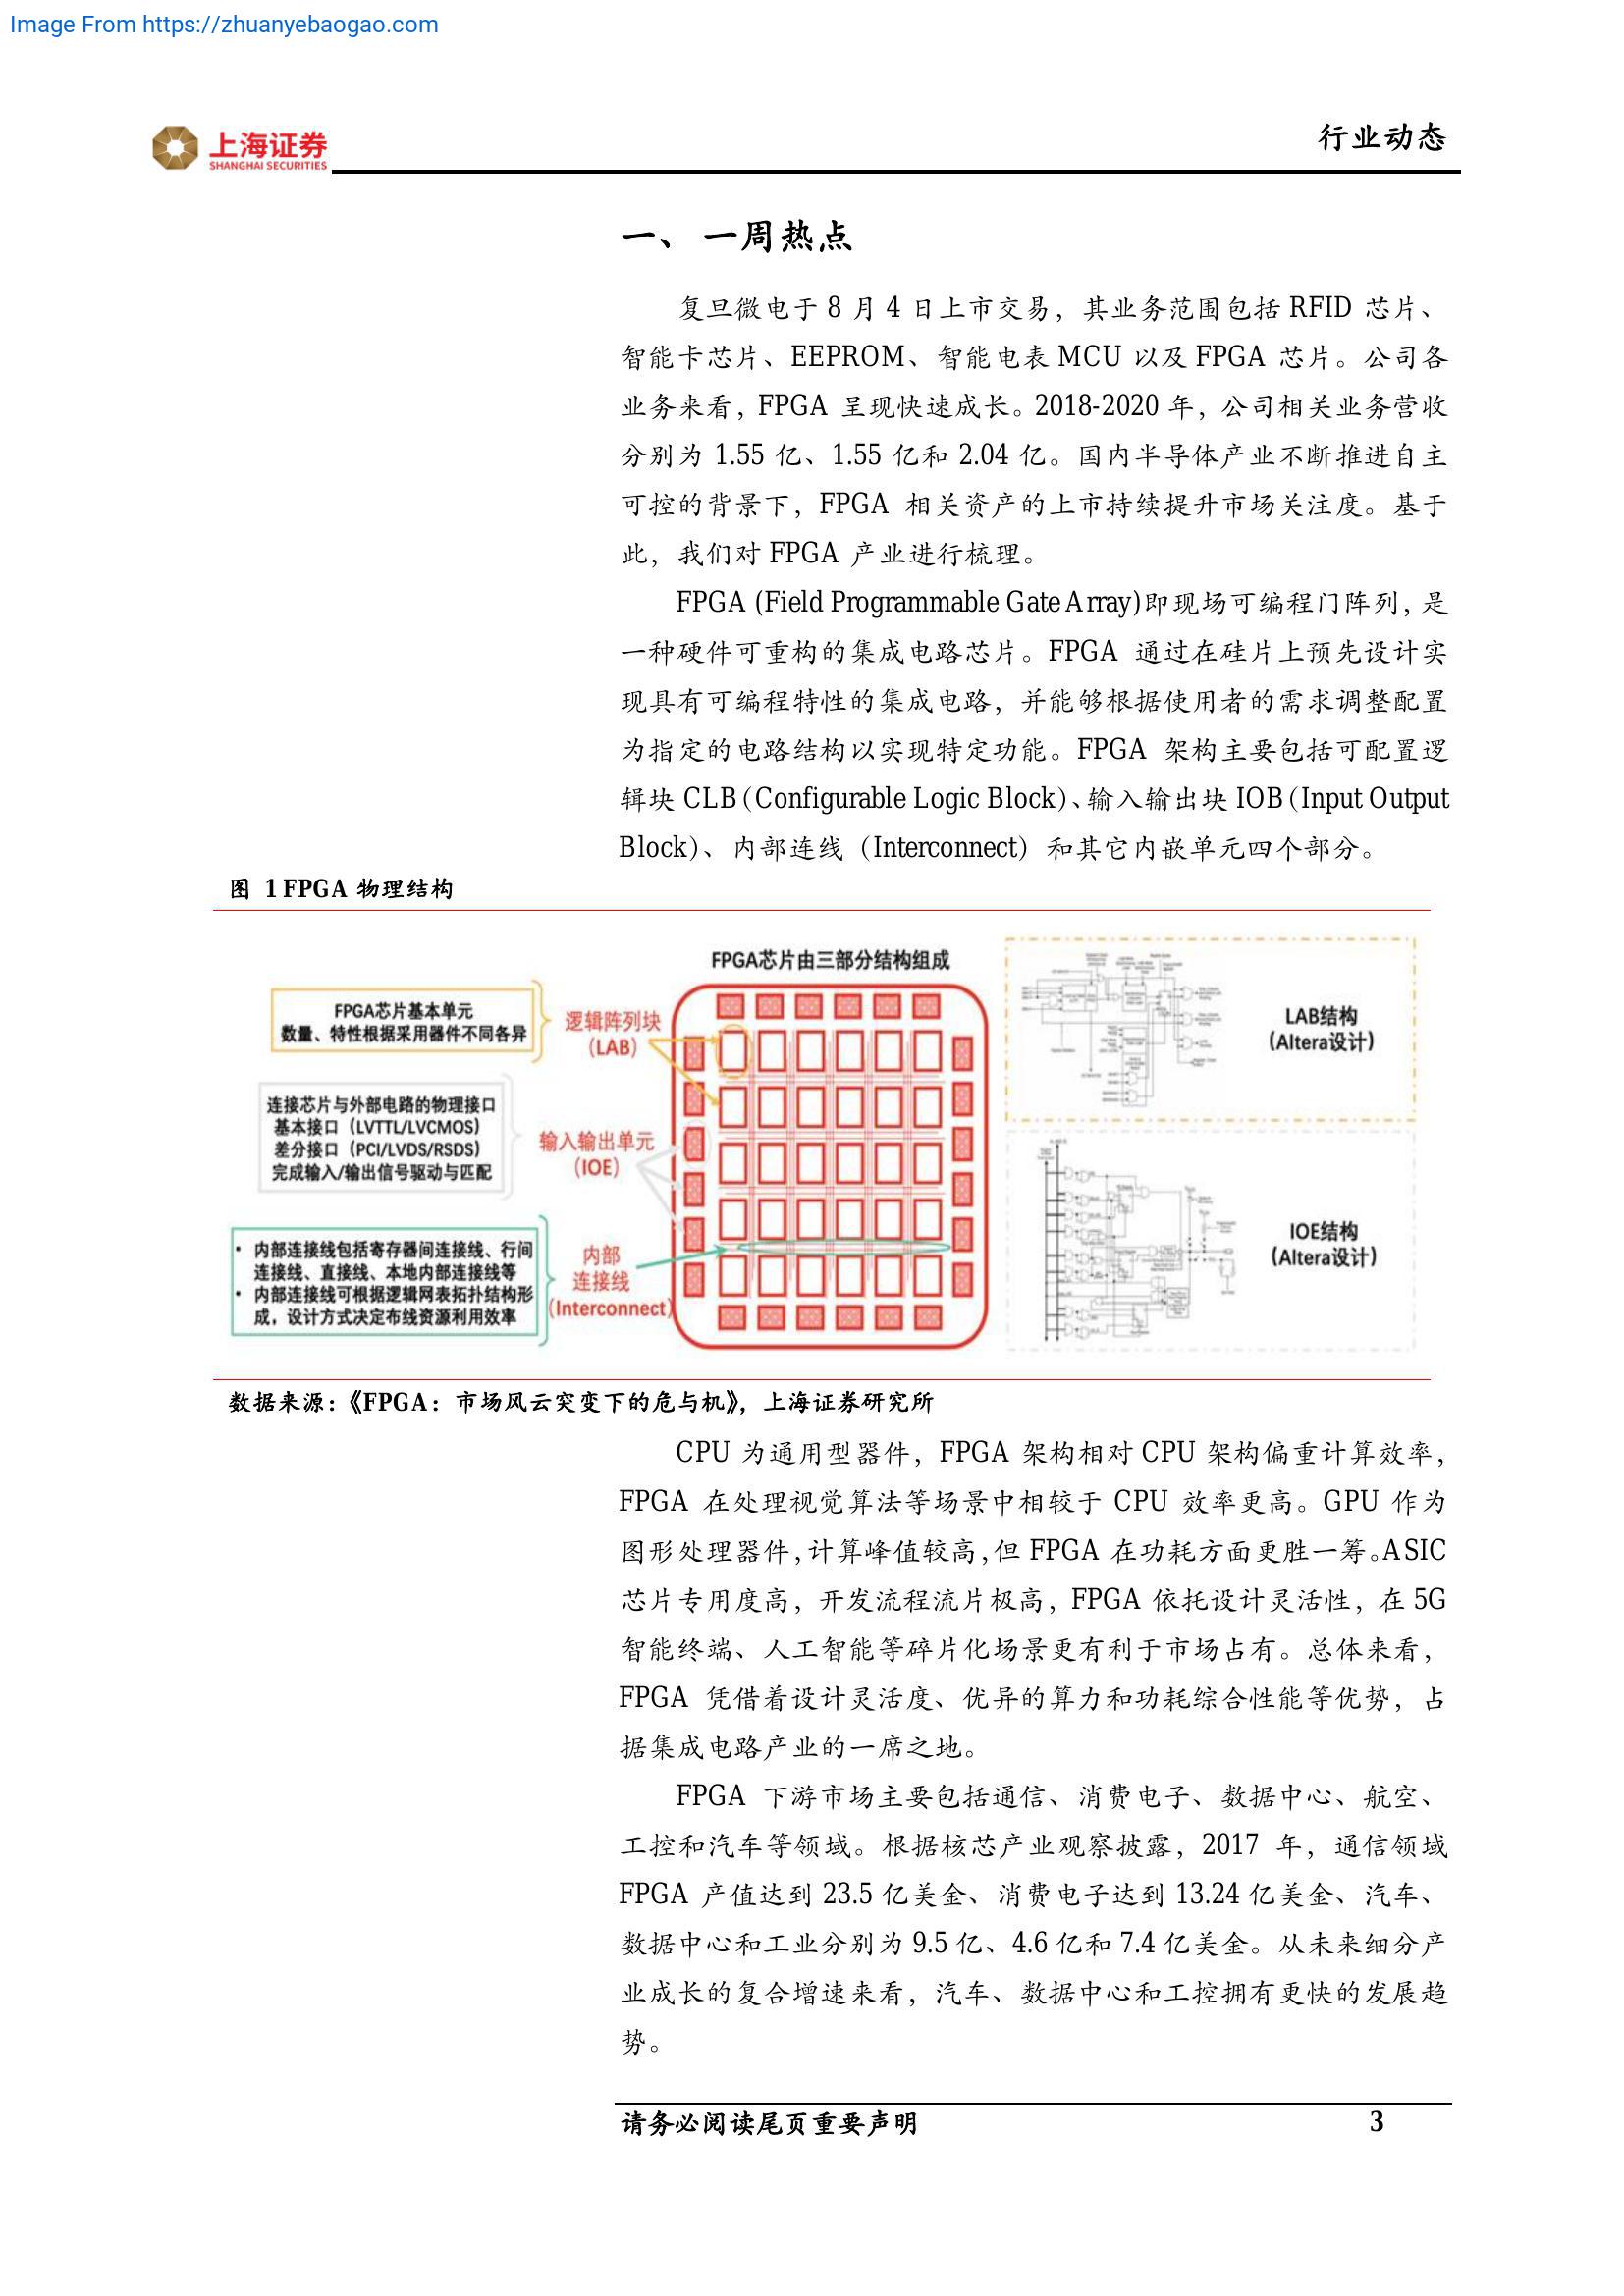 Image From https://zhuanyebaogao.com
上海证券
SHANGHAI SECURITIES
行业动态
一、 一周热点
复旦微电于 8 月 4 日上市交易，其业务范围包括 RFID 芯片、
智能卡芯片、EEPROM、智能电表 MCU 以及 FPGA 芯片。公司各
业务来看，FPGA 呈现快速成长。2018-2020 年，公司相关业务营收
分别为 1.55 亿、1.55 亿和 2.04 亿。国内半导体产业不断推进自主
可控的背景下，FPGA 相关资产的上市持续提升市场关注度。基于
此，我们对 FPGA 产业进行梳理。
FPGA (Field Programmable Gate Array)即现场可编程门阵列，是
一种硬件可重构的集成电路芯片。FPGA 通过在硅片上预先设计实
现具有可编程特性的集成电路，并能够根据使用者的需求调整配置
为指定的电路结构以实现特定功能。FPGA 架构主要包括可配置逻
辑块 CLB（Configurable Logic Block）、输入输出块 IOB（Input Output
Block）、内部连线（Interconnect）和其它内嵌单元四个部分。
图 1 FPGA 物理结构
FPGA芯片由三部分结构组成
FPGA芯片基本单元
数量、特性根据采用器件不同各异
逻辑阵列块
（LAB）
连接芯片与外部电路的物理接口
基本接口（LVTTL/LVCMOS）
差分接口（PCI/LVDS/RSDS）
完成输入/输出信号驱动与匹配
输入输出单元
（IOE）
• 内部连接线包括寄存器间连接线、行间
连接线、直接线、本地内部连接线等
• 内部连接线可根据逻辑网表拓扑结构形
成，设计方式决定布线资源利用效率
内部
连接线
（Interconnect）
LAB结构
（Altera设计）
IOE结构
（Altera设计）
数据来源：《FPGA：市场风云突变下的危与机》，上海证券研究所
CPU 为通用型器件，FPGA 架构相对 CPU 架构偏重计算效率，
FPGA 在处理视觉算法等场景中相较于 CPU 效率更高。GPU 作为
图形处理器件，计算峰值较高，但 FPGA 在功耗方面更胜一筹。ASIC
芯片专用度高，开发流程流片极高，FPGA 依托设计灵活性，在 5G
智能终端、人工智能等碎片化场景更有利于市场占有。总体来看，
FPGA 凭借着设计灵活度、优异的算力和功耗综合性能等优势，占
据集成电路产业的一席之地。
FPGA 下游市场主要包括通信、消费电子、数据中心、航空、
工控和汽车等领域。根据核芯产业观察披露，2017 年，通信领域
FPGA 产值达到 23.5 亿美金、消费电子达到 13.24 亿美金、汽车、
数据中心和工业分别为 9.5 亿、4.6 亿和 7.4 亿美金。从未来细分产
业成长的复合增速来看，汽车、数据中心和工控拥有更快的发展趋
势。
请务必阅读尾页重要声明
3